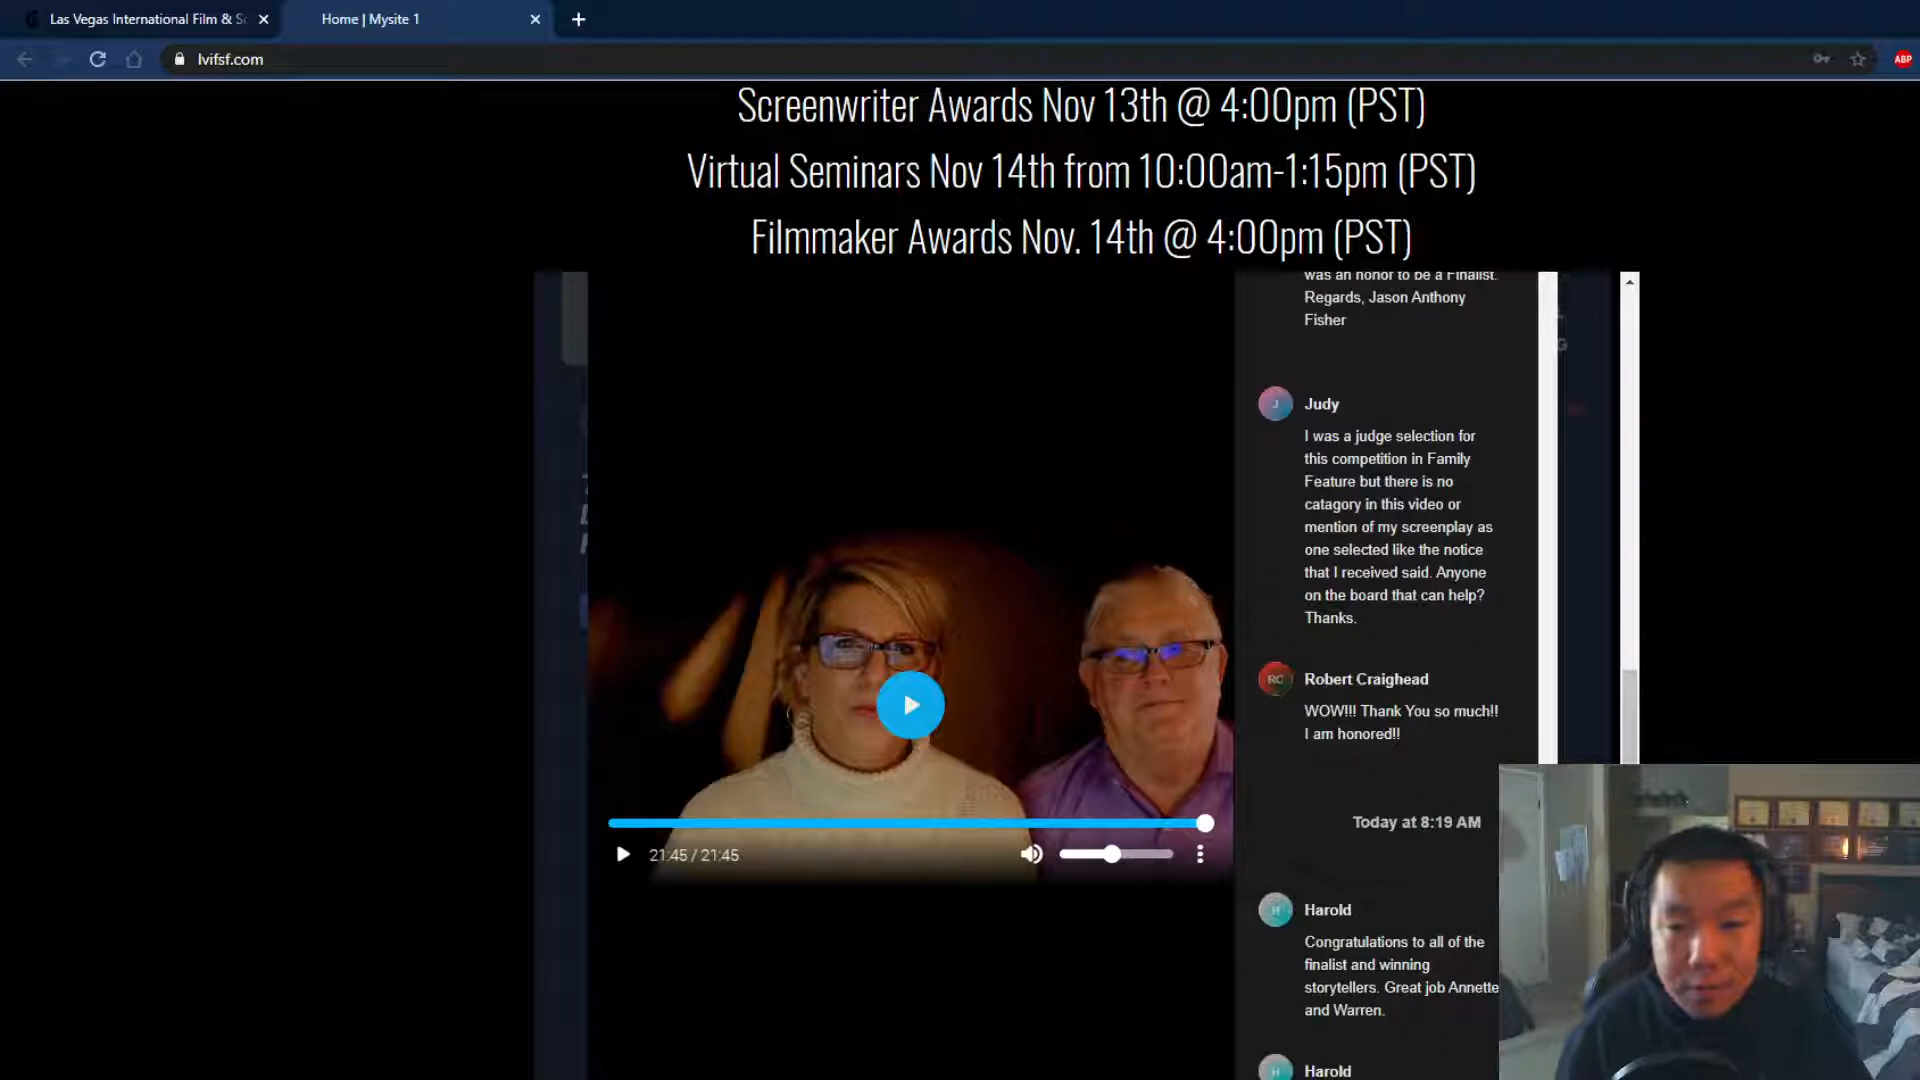 Las Vegas International Film & Sc
Home | Mysite 1
lvifsf.com
ABP
Screenwriter Awards Nov 13th @ 4:00pm (PST)
Virtual Seminars Nov 14th from 10:00am-1:15pm (PST)
Filmmaker Awards Nov. 14th @ 4:00pm (PST)
was an honor to be a Finalist.
Regards, Jason Anthony
Fisher
J
Judy
I was a judge selection for
this competition in Family
Feature but there is no
catagory in this video or
mention of my screenplay as
one selected like the notice
that I received said. Anyone
on the board that can help?
Thanks.
RC
Robert Craighead
WOW!!! Thank You so much!!
I am honored!!
21:45 / 21:45
Today at 8:19 AM
H
Harold
Congratulations to all of the
finalist and winning
storytellers. Great job Annette
and Warren.
H
Harold